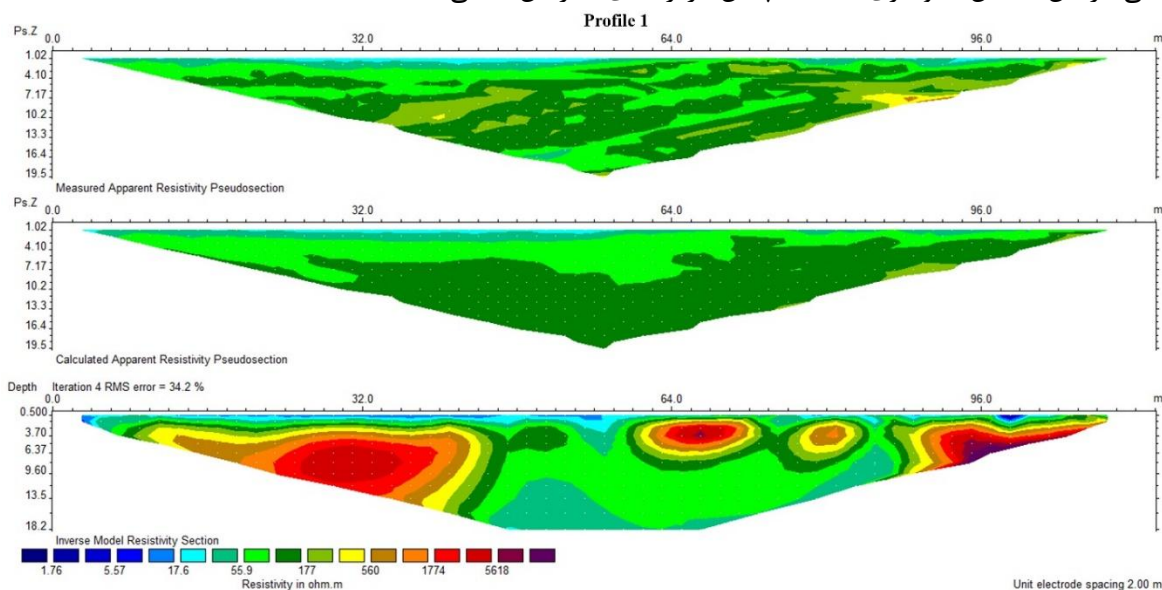 Profile 1
Ps.Z 0.0 32.0 64.0 96.0 m
1.02
4.10
7.17
10.2
13.3
16.4
19.5
Measured Apparent Resistivity Pseudosection
Ps.Z 0.0 32.0 64.0 96.0 m
1.02
4.10
7.17
10.2
13.3
16.4
19.5
Calculated Apparent Resistivity Pseudosection
Depth Iteration 4 RMS error = 34.2 %
0.0 32.0 64.0 96.0 m
0.500
3.70
6.37
9.60
13.5
18.2
Inverse Model Resistivity Section
1.76 5.57 17.6 55.9 177 560 1774 5618
Resistivity in ohm.m
Unit electrode spacing 2.00 m